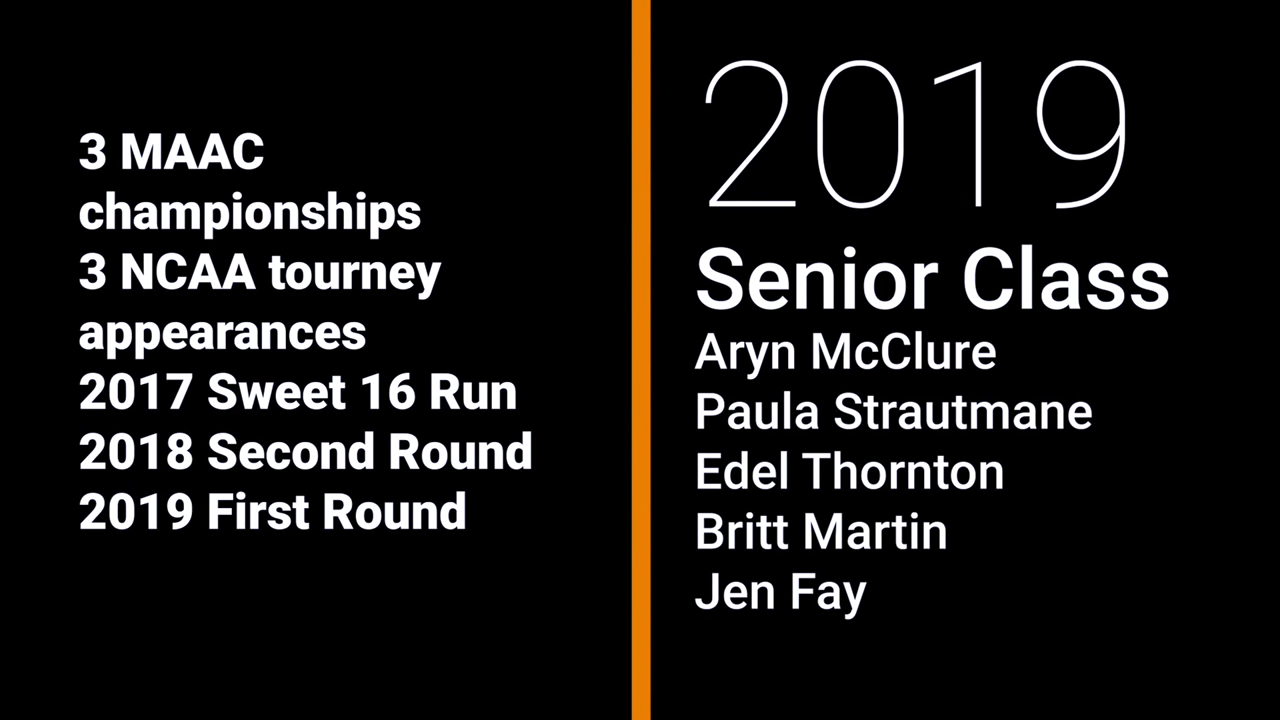 3 MAAC
championships
3 NCAA tourney
appearances
2017 Sweet 16 Run
2018 Second Round
2019 First Round
2019
Senior Class
Aryn McClure
Paula Strautmane
Edel Thornton
Britt Martin
Jen Fay